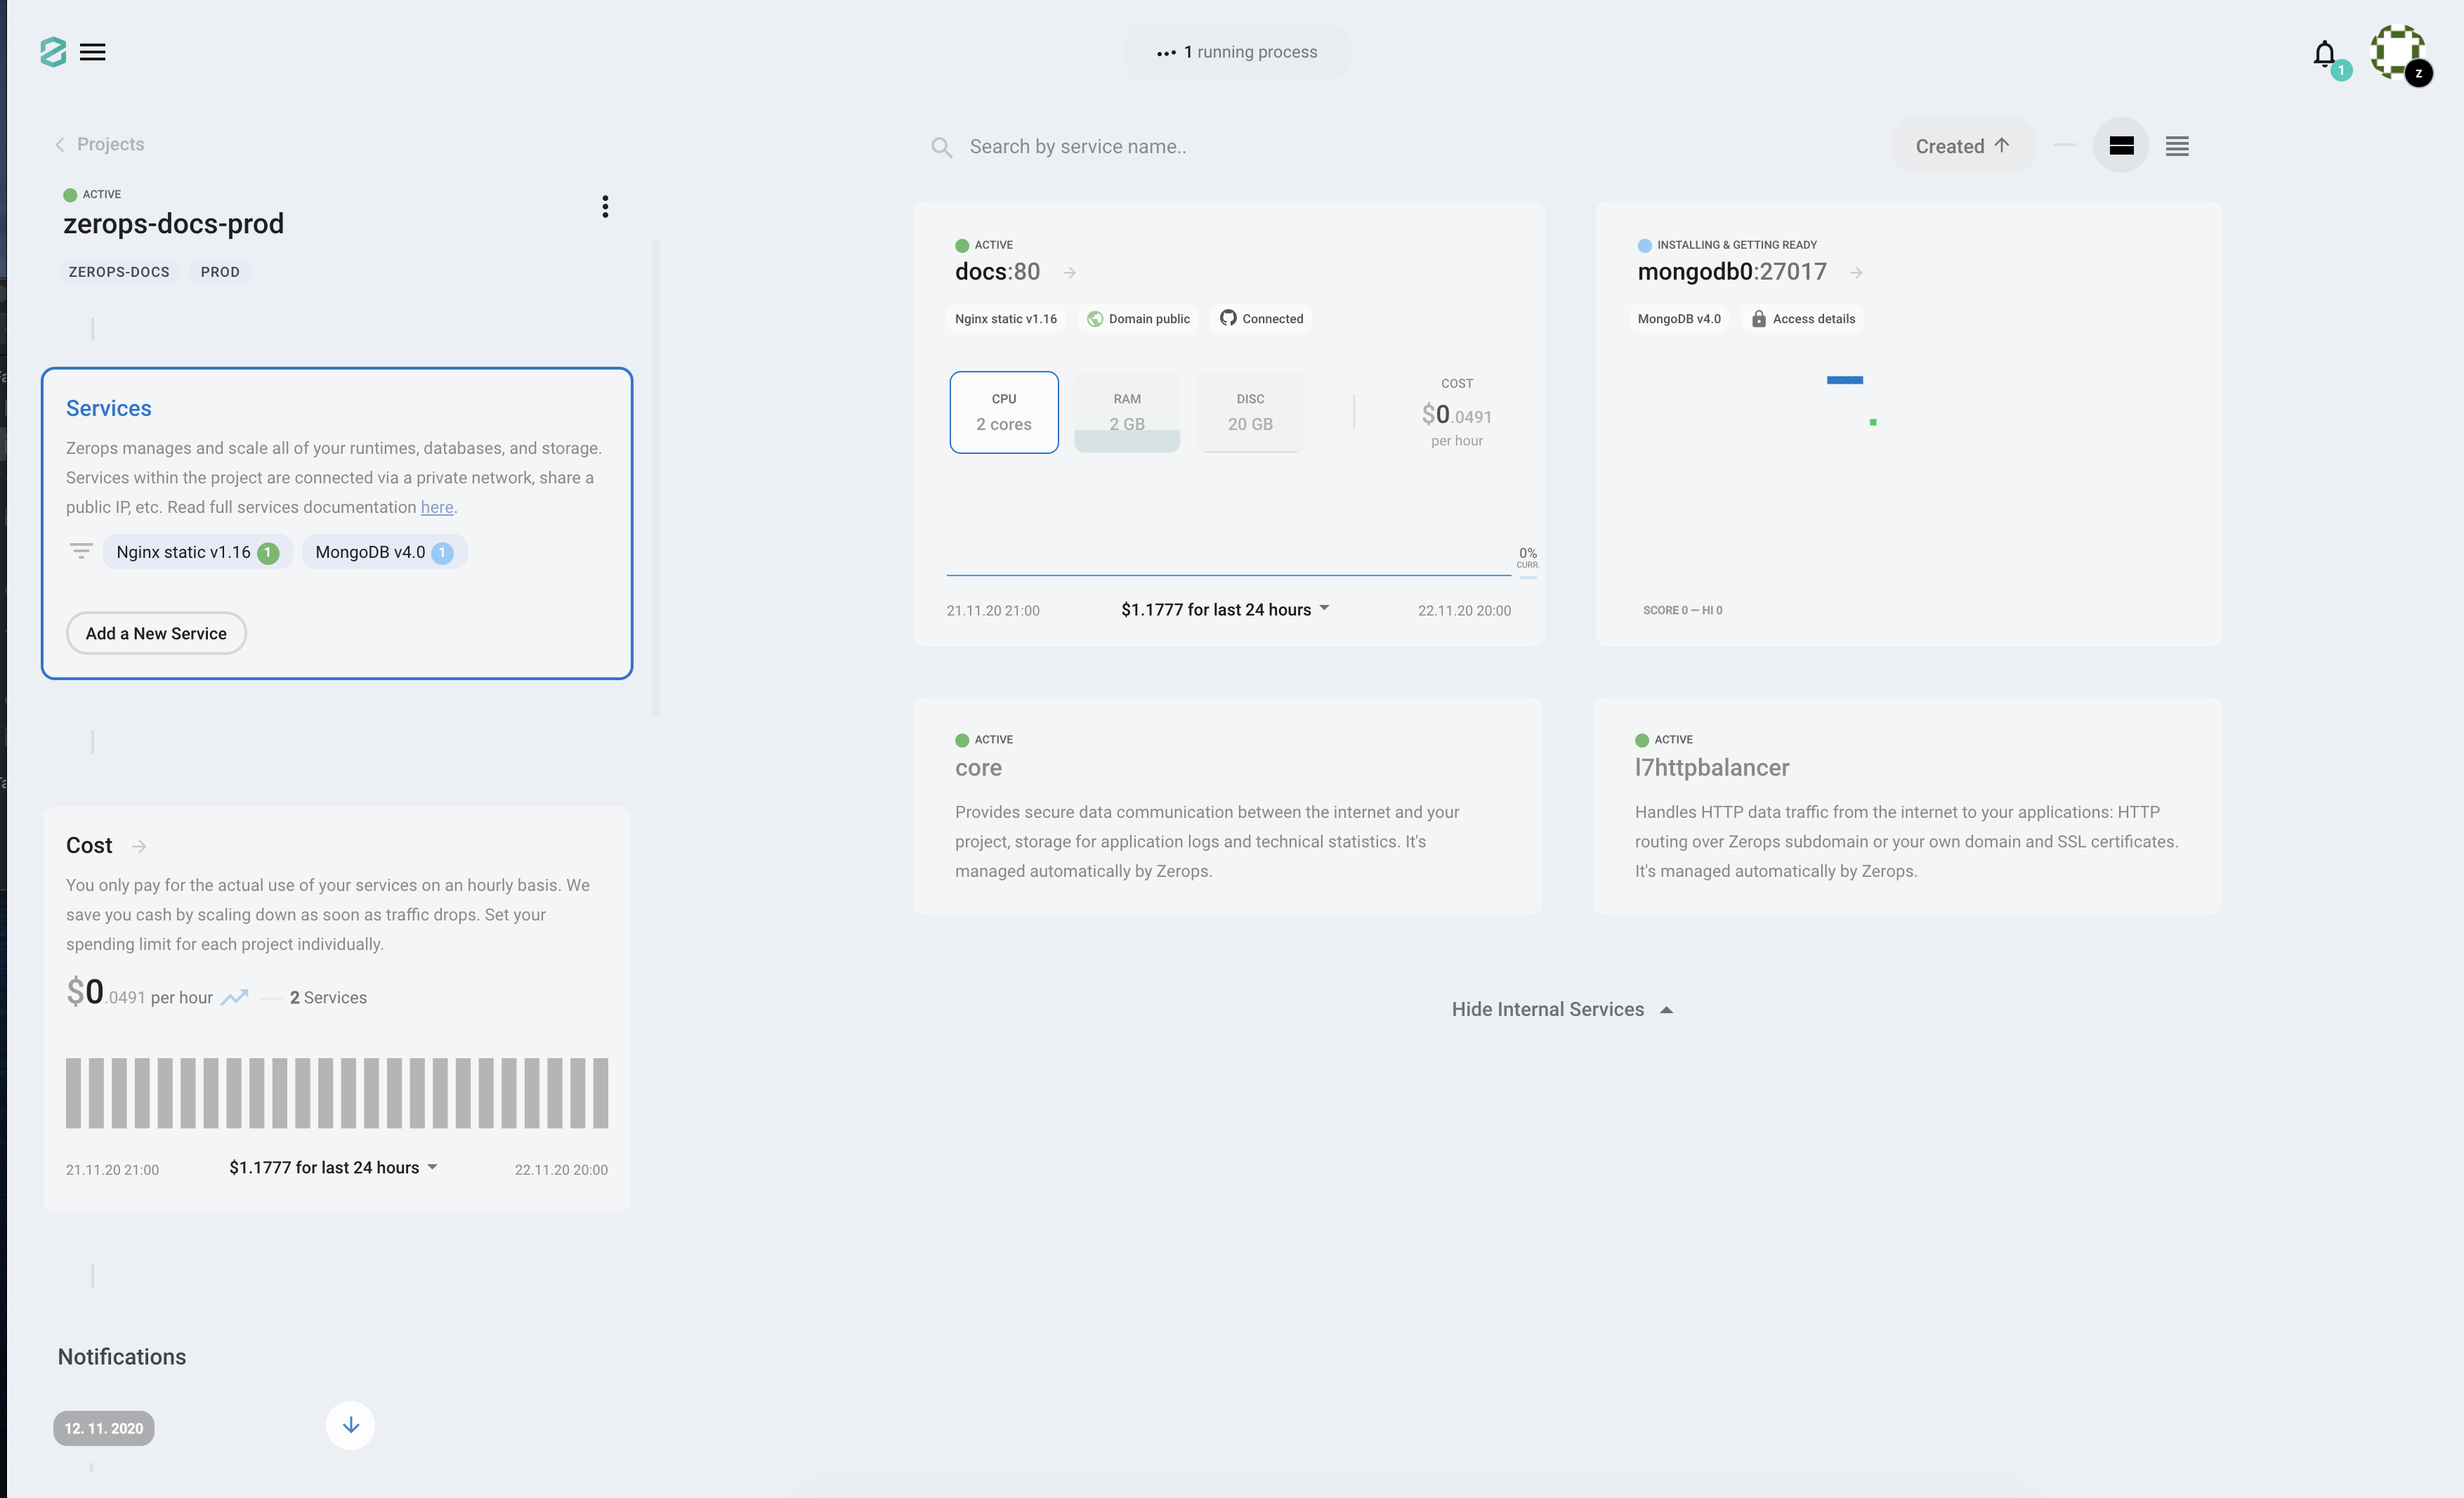 1 running process
1
z
Projects
ACTIVE
zerops-docs-prod
ZEROPS-DOCS PROD
Services
Zerops manages and scale all of your runtimes, databases, and storage.
Services within the project are connected via a private network, share a
public IP, etc. Read full services documentation here.
Nginx static v1.16 1 MongoDB v4.0 1
Add a New Service
Cost
You only pay for the actual use of your services on an hourly basis. We
save you cash by scaling down as soon as traffic drops. Set your
spending limit for each project individually.
$0.0491 per hour 2 Services
21.11.20 21:00 $1.1777 for last 24 hours 22.11.20 20:00
Notifications
12. 11. 2020
Search by service name..
Created
ACTIVE
docs:80
Nginx static v1.16 Domain public Connected
CPU
2 cores
RAM
2 GB
DISC
20 GB
COST
$0.0491
per hour
0%
CURR.
21.11.20 21:00 $1.1777 for last 24 hours 22.11.20 20:00
INSTALLING & GETTING READY
mongodb0:27017
MongoDB v4.0 Access details
SCORE 0 — HI 0
ACTIVE
core
Provides secure data communication between the internet and your
project, storage for application logs and technical statistics. It's
managed automatically by Zerops.
ACTIVE
l7httpbalancer
Handles HTTP data traffic from the internet to your applications: HTTP
routing over Zerops subdomain or your own domain and SSL certificates.
It's managed automatically by Zerops.
Hide Internal Services